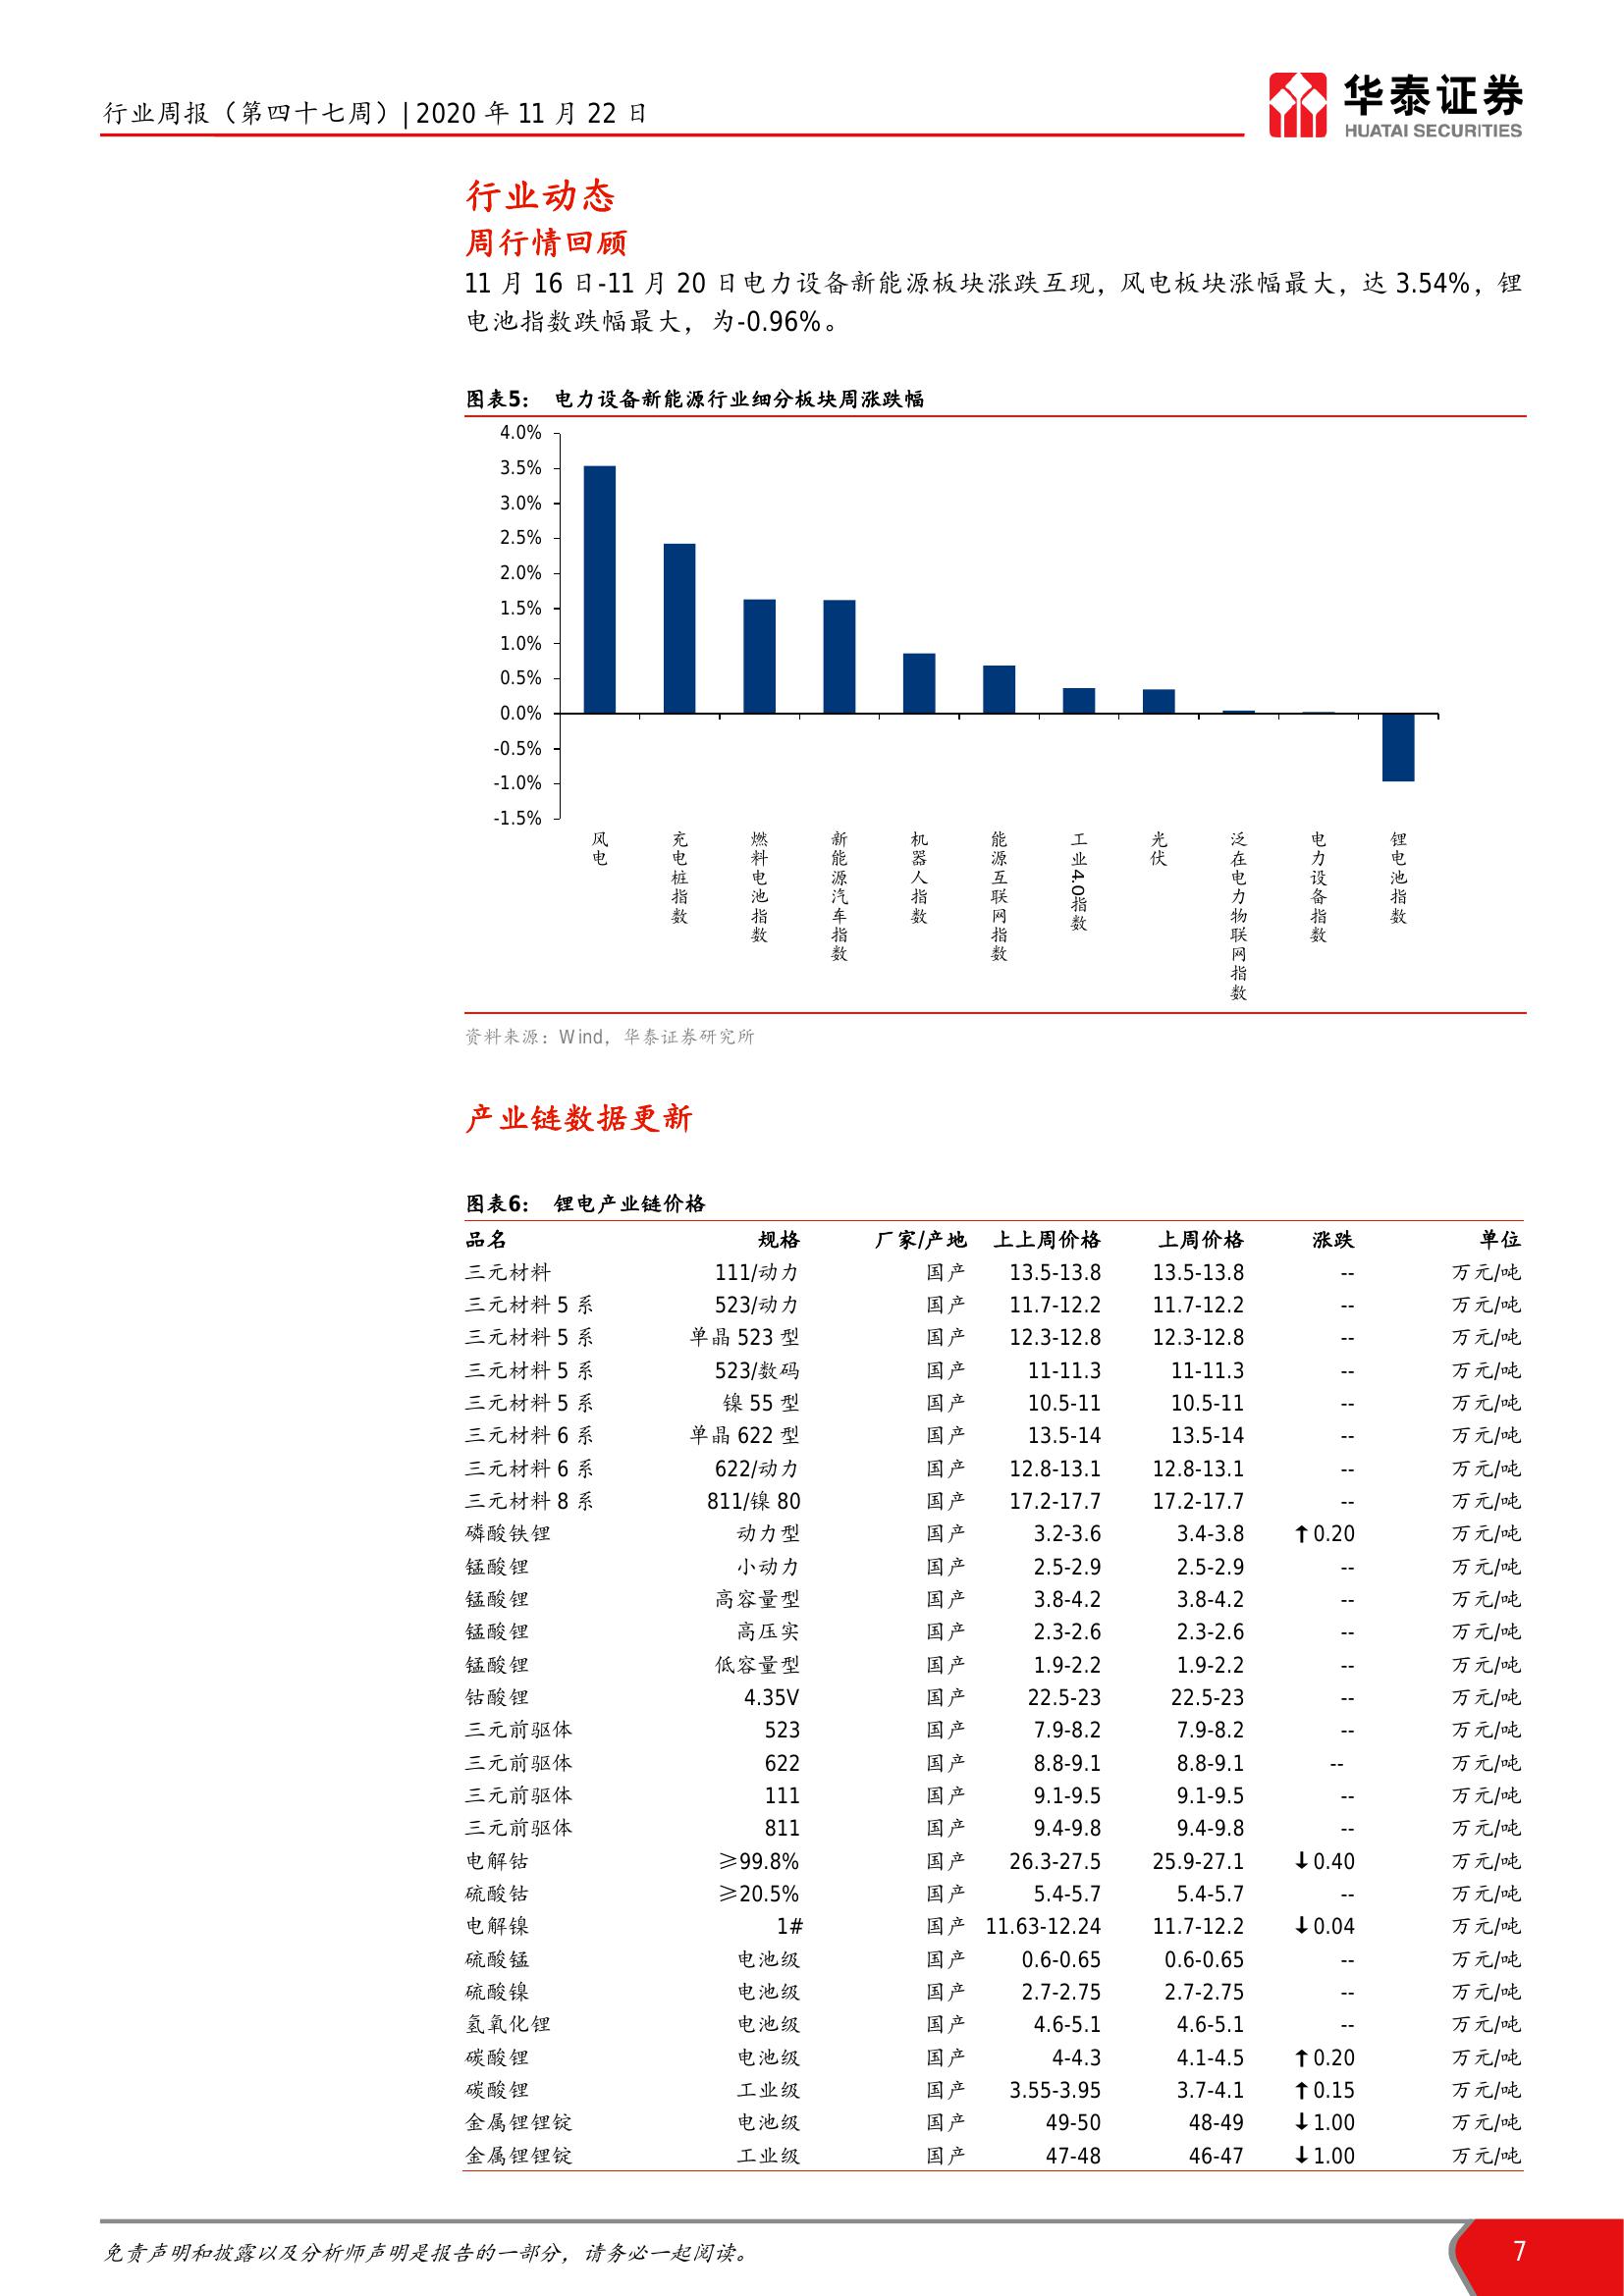 行业周报（第四十七周）|2020 年 11 月 22 日
华泰证券
HUATAI SECURITIES
行业动态
周行情回顾
11 月 16 日-11 月 20 日电力设备新能源板块涨跌互现，风电板块涨幅最大，达 3.54%，锂
电池指数跌幅最大，为-0.96%。
图表5： 电力设备新能源行业细分板块周涨跌幅
4.0%
3.5%
3.0%
2.5%
2.0%
1.5%
1.0%
0.5%
0.0%
-0.5%
-1.0%
-1.5%
风电
充电桩指数
燃料电池指数
新能源汽车指数
机器人指数
能源互联网指数
工业4.0指数
光伏
泛在电力物联网指数
电力设备指数
锂电池指数
资料来源：Wind，华泰证券研究所
产业链数据更新
图表6： 锂电产业链价格
品名 规格 厂家/产地 上上周价格 上周价格 涨跌 单位
三元材料 111/动力 国产 13.5-13.8 13.5-13.8 -- 万元/吨
三元材料 5 系 523/动力 国产 11.7-12.2 11.7-12.2 -- 万元/吨
三元材料 5 系 单晶 523 型 国产 12.3-12.8 12.3-12.8 -- 万元/吨
三元材料 5 系 523/数码 国产 11-11.3 11-11.3 -- 万元/吨
三元材料 5 系 镍 55 型 国产 10.5-11 10.5-11 -- 万元/吨
三元材料 6 系 单晶 622 型 国产 13.5-14 13.5-14 -- 万元/吨
三元材料 6 系 622/动力 国产 12.8-13.1 12.8-13.1 -- 万元/吨
三元材料 8 系 811/镍 80 国产 17.2-17.7 17.2-17.7 -- 万元/吨
磷酸铁锂 动力型 国产 3.2-3.6 3.4-3.8 ↑0.20 万元/吨
锰酸锂 小动力 国产 2.5-2.9 2.5-2.9 -- 万元/吨
锰酸锂 高容量型 国产 3.8-4.2 3.8-4.2 -- 万元/吨
锰酸锂 高压实 国产 2.3-2.6 2.3-2.6 -- 万元/吨
锰酸锂 低容量型 国产 1.9-2.2 1.9-2.2 -- 万元/吨
钴酸锂 4.35V 国产 22.5-23 22.5-23 -- 万元/吨
三元前驱体 523 国产 7.9-8.2 7.9-8.2 -- 万元/吨
三元前驱体 622 国产 8.8-9.1 8.8-9.1 -- 万元/吨
三元前驱体 111 国产 9.1-9.5 9.1-9.5 -- 万元/吨
三元前驱体 811 国产 9.4-9.8 9.4-9.8 -- 万元/吨
电解钴 ≥99.8% 国产 26.3-27.5 25.9-27.1 ↓0.40 万元/吨
硫酸钴 ≥20.5% 国产 5.4-5.7 5.4-5.7 -- 万元/吨
电解镍 1# 国产 11.63-12.24 11.7-12.2 ↓0.04 万元/吨
硫酸锰 电池级 国产 0.6-0.65 0.6-0.65 -- 万元/吨
硫酸镍 电池级 国产 2.7-2.75 2.7-2.75 -- 万元/吨
氢氧化锂 电池级 国产 4.6-5.1 4.6-5.1 -- 万元/吨
碳酸锂 电池级 国产 4-4.3 4.1-4.5 ↑0.20 万元/吨
碳酸锂 工业级 国产 3.55-3.95 3.7-4.1 ↑0.15 万元/吨
金属锂锂锭 电池级 国产 49-50 48-49 ↓1.00 万元/吨
金属锂锂锭 工业级 国产 47-48 46-47 ↓1.00 万元/吨
免责声明和披露以及分析师声明是报告的一部分，请务必一起阅读。
7